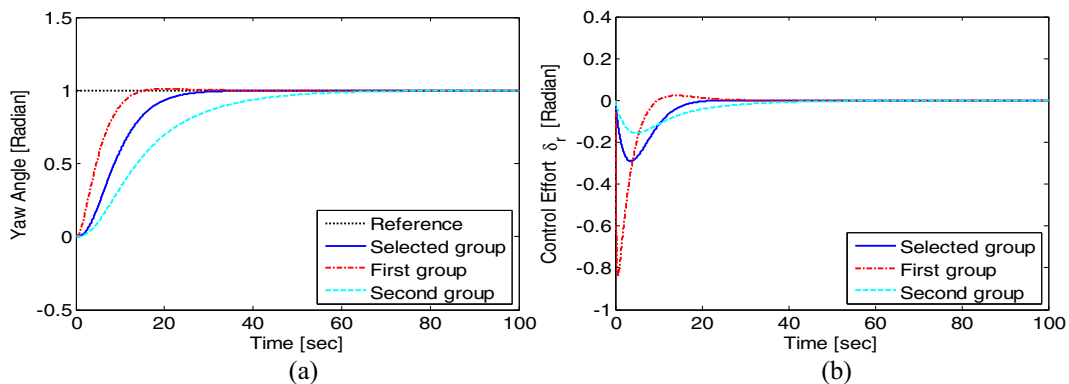 1.5
1
0.5
0
-0.5
Yaw Angle [Radian]
Reference
Selected group
First group
Second group
0 20 40 60 80 100
Time [sec]
(a)
0.4
0.2
0
-0.2
-0.4
-0.6
-0.8
-1
Control Effort δ_r [Radian]
Selected group
First group
Second group
0 20 40 60 80 100
Time [sec]
(b)